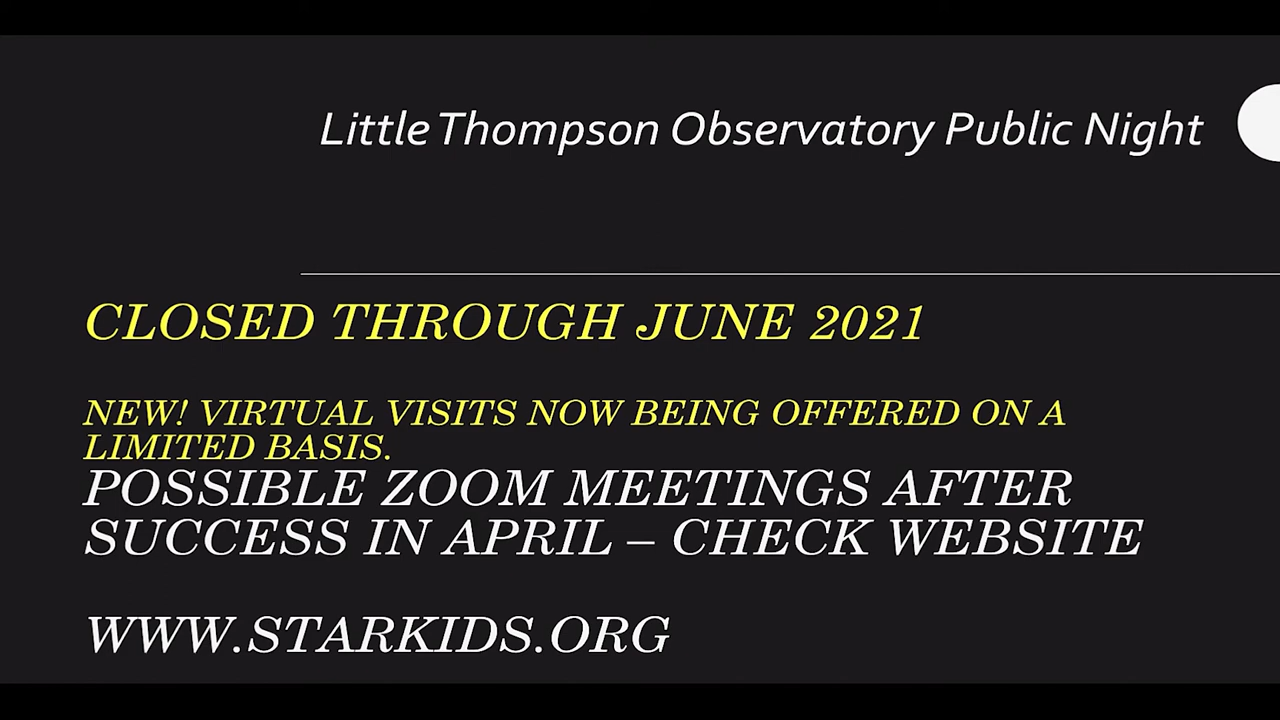 Little Thompson Observatory Public Night
CLOSED THROUGH JUNE 2021
NEW! VIRTUAL VISITS NOW BEING OFFERED ON A
LIMITED BASIS.
POSSIBLE ZOOM MEETINGS AFTER
SUCCESS IN APRIL – CHECK WEBSITE
WWW.STARKIDS.ORG